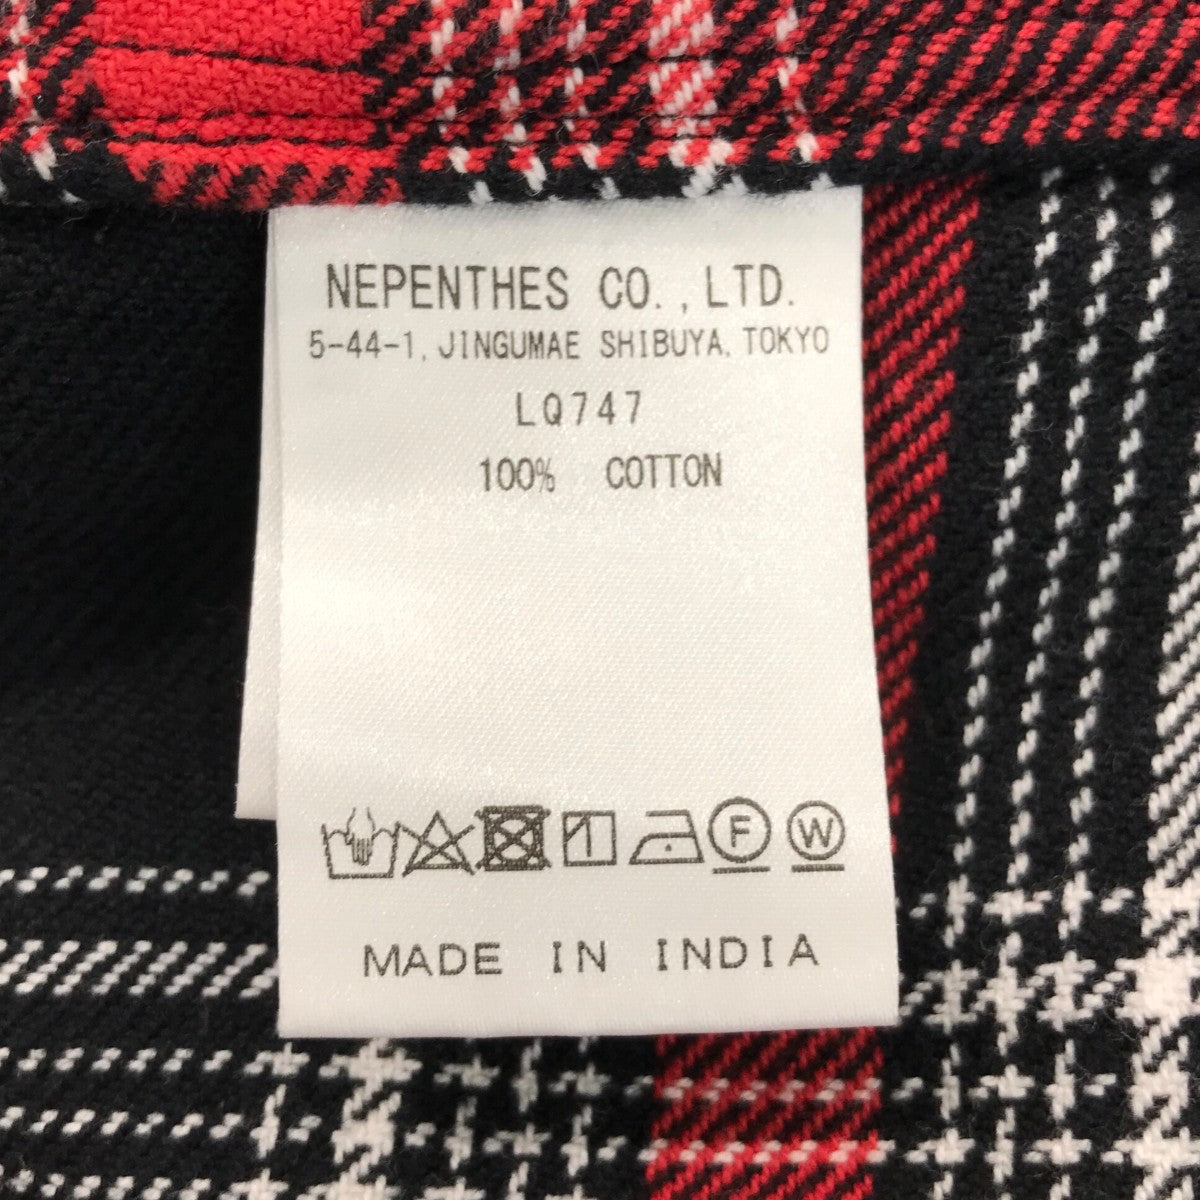 NEPENTHES CO.,LTD.
5-44-1, JINGUMAE SHIBUYA, TOKYO
LQ747
100% COTTON
F W
MADE IN INDIA